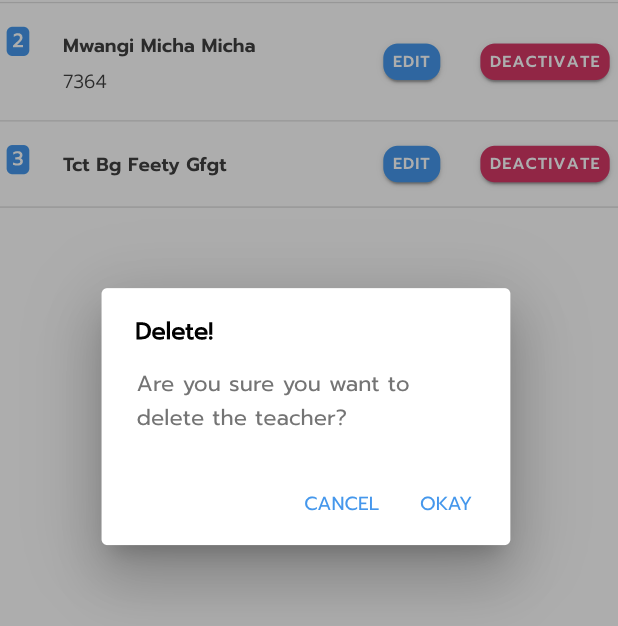 2 Mwangi Micha Micha EDIT DEACTIVATE
7364
3 Tct Bg Feety Gfgt EDIT DEACTIVATE
Delete!
Are you sure you want to
delete the teacher?
CANCEL OKAY